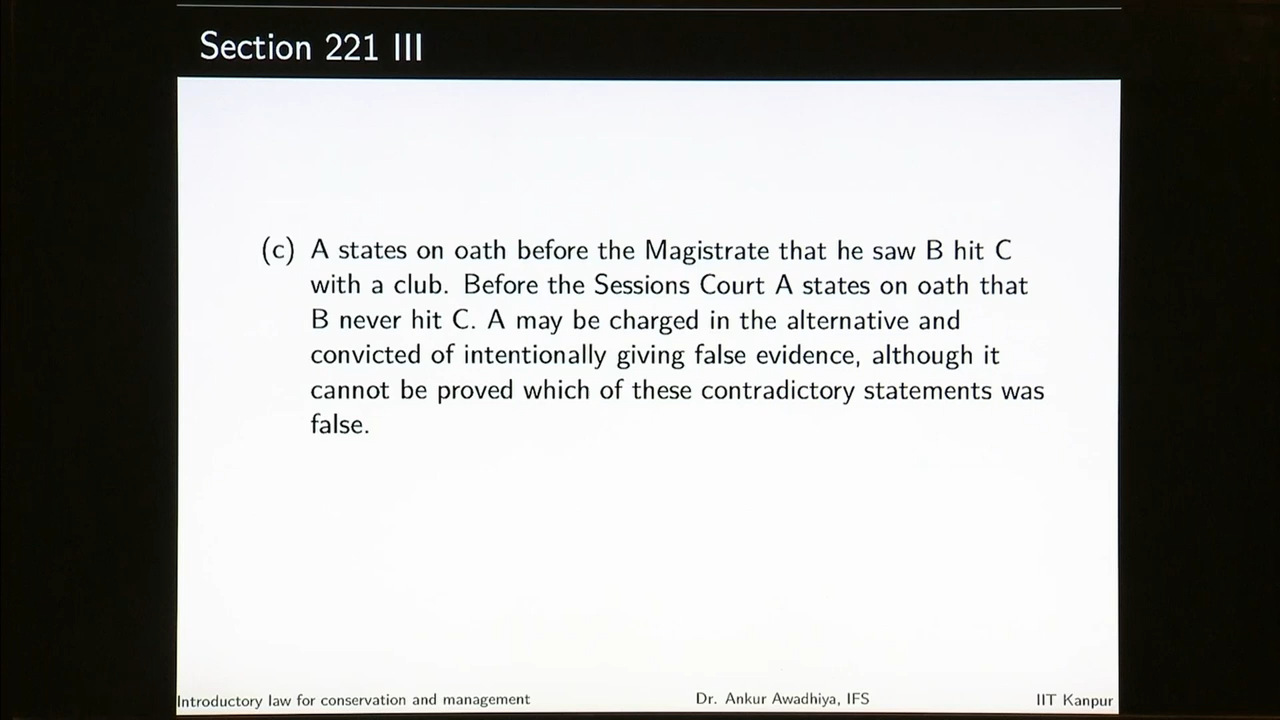 Section 221 III
(c) A states on oath before the Magistrate that he saw B hit C
with a club. Before the Sessions Court A states on oath that
B never hit C. A may be charged in the alternative and
convicted of intentionally giving false evidence, although it
cannot be proved which of these contradictory statements was
false.
Introductory law for conservation and management Dr. Ankur Awadhiya, IFS IIT Kanpur